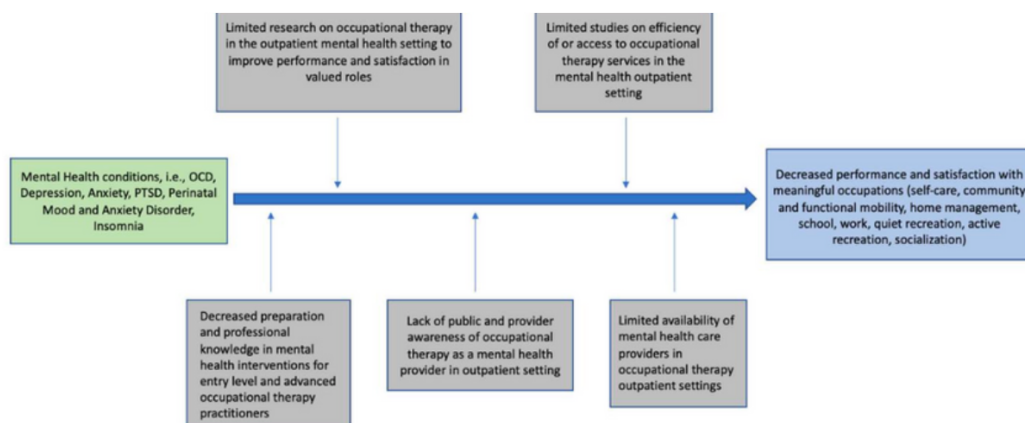 Limited research on occupational therapy
in the outpatient mental health setting to
improve performance and satisfaction in
valued roles
Limited studies on efficiency
of or access to occupational
therapy services in the
mental health outpatient
setting
Mental Health conditions, i.e., OCD,
Depression, Anxiety, PTSD, Perinatal
Mood and Anxiety Disorder,
Insomnia
Decreased performance and satisfaction with
meaningful occupations (self-care, community
and functional mobility, home management,
school, work, quiet recreation, active
recreation, socialization)
Decreased preparation
and professional
knowledge in mental
health interventions for
entry level and advanced
occupational therapy
practitioners
Lack of public and provider
awareness of occupational
therapy as a mental health
provider in outpatient setting
Limited availability of
mental health care
providers in
occupational therapy
outpatient settings